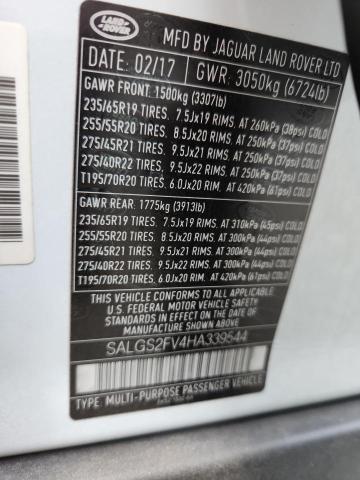 LAND-
ROVER
MFD BY JAGUAR LAND ROVER LTD
DATE: 02/17 GWR: 3050kg (6724lb)
GAWR FRONT: 1500kg (3307lb)
235/65R19 TIRES. 7.5Jx19 RIMS. AT 260kPa (38psi) COLD
255/55R20 TIRES. 8.5Jx20 RIMS. AT 250kPa (37psi) COLD
275/45R21 TIRES. 9.5Jx21 RIMS. AT 250kPa (37psi) COLD
275/40R22 TIRES. 9.5Jx22 RIMS. AT 250kPa (37psi) COLD
T195/70R20 TIRES. 6.0Jx20 RIM. AT 420kPa (61psi) COLD
GAWR REAR: 1775kg (3913lb)
235/65R19 TIRES. 7.5Jx19 RIMS. AT 310kPa (45psi) COLD
255/55R20 TIRES. 8.5Jx20 RIMS. AT 300kPa (44psi) COLD
275/45R21 TIRES. 9.5Jx21 RIMS. AT 300kPa (44psi) COLD
275/40R22 TIRES. 9.5Jx22 RIMS. AT 300kPa (44psi) COLD
T195/70R20 TIRES. 6.0Jx20 RIM. AT 420kPa (61psi) COLD
THIS VEHICLE CONFORMS TO ALL APPLICABLE
U.S. FEDERAL MOTOR VEHICLE SAFETY AND
THEFT PREVENTION STANDARDS IN EFFECT ON
THE DATE OF MANUFACTURE SHOWN ABOVE.
SALGS2FV4HA339544
TYPE: MULTI-PURPOSE PASSENGER VEHICLE